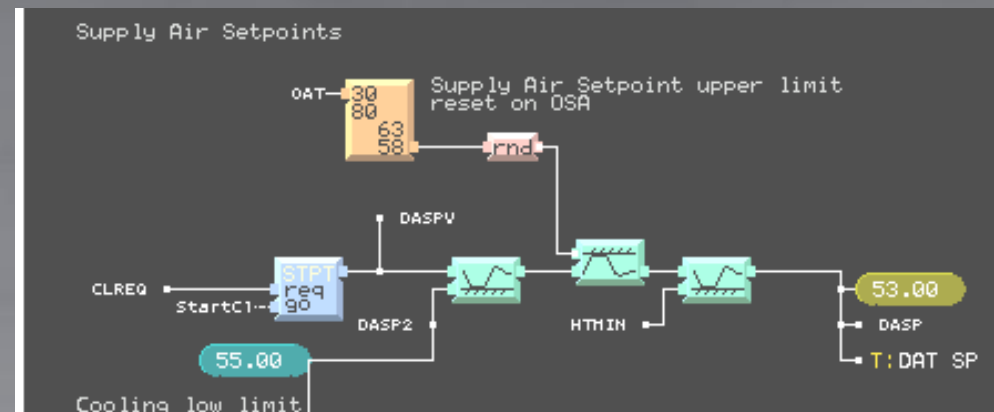 Supply Air Setpoints
OAT
30
80
63
58
Supply Air Setpoint upper limit
reset on OSA
rnd
DASPV
CLREQ
StartCl
STPT
req
go
DASP2
HTMIN
53.00
DASP
T:DAT SP
55.00
Cooling low limit